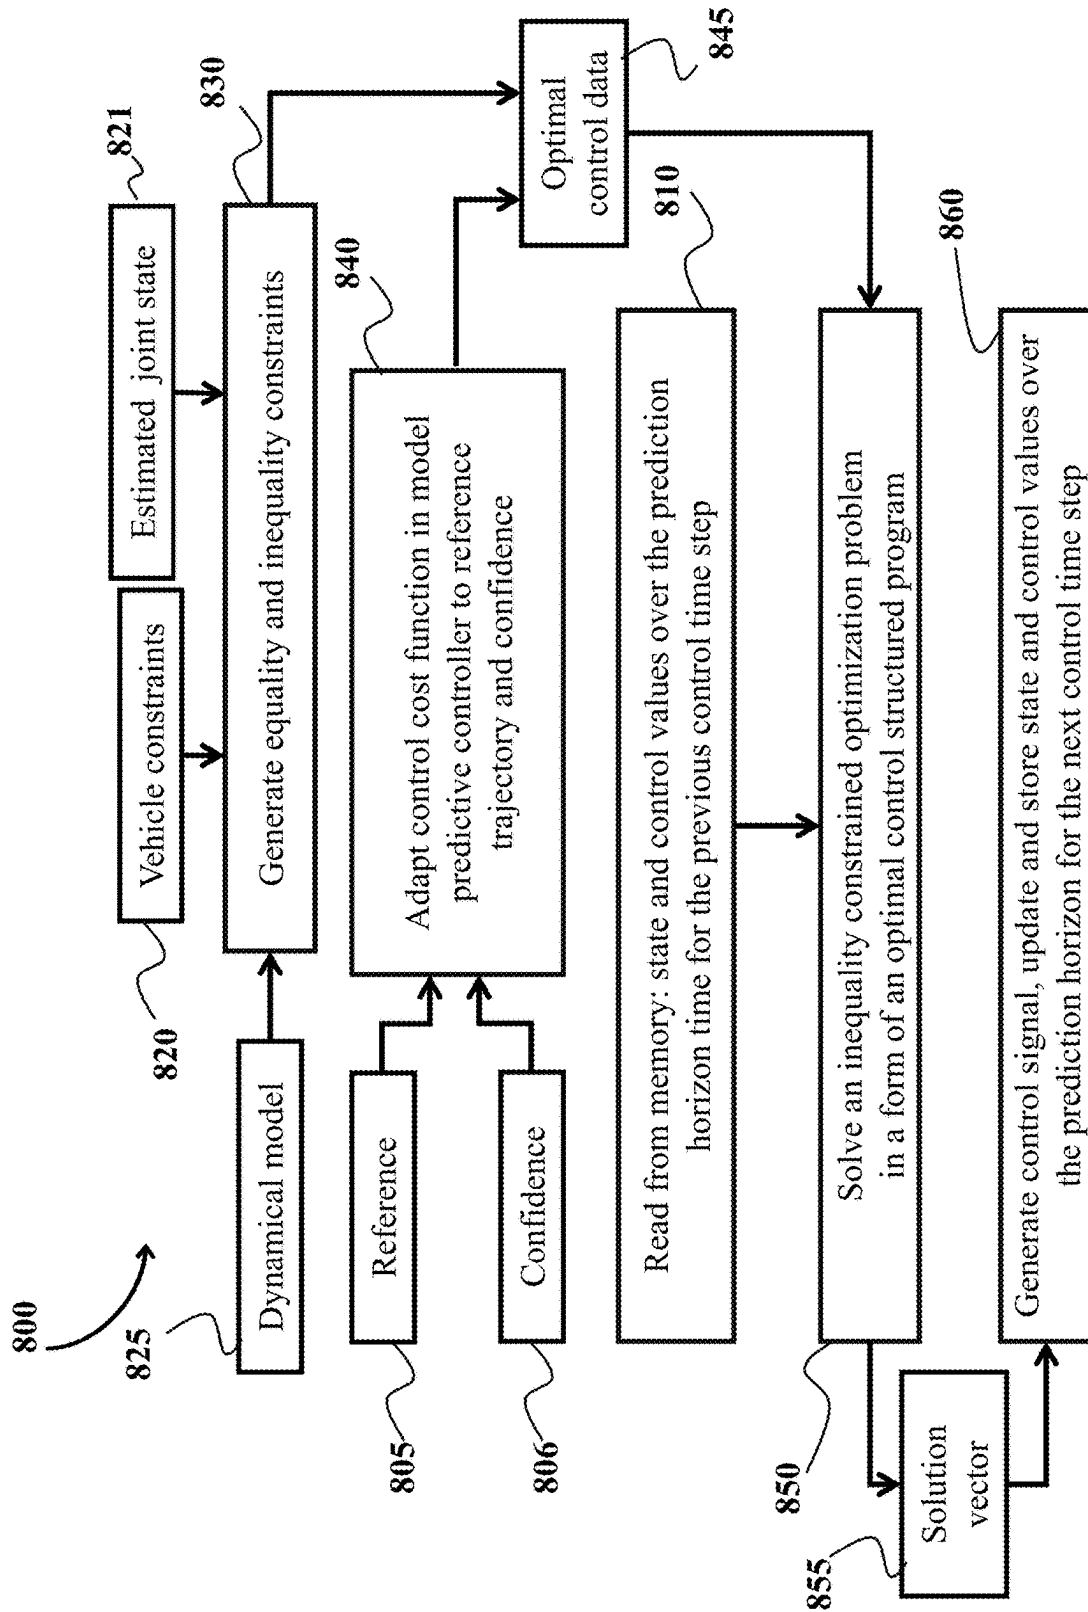 800
821
Estimated joint state
Vehicle constraints
820
830
825
Dynamical model
Generate equality and inequality constraints
840
805
Reference
Adapt control cost function in model
predictive controller to reference
trajectory and confidence
806
Confidence
845
Optimal
control data
810
Read from memory: state and control values over the prediction
horizon time for the previous control time step
850
Solve an inequality constrained optimization problem
in a form of an optimal control structured program
855
Solution
vector
860
Generate control signal, update and store state and control values over
the prediction horizon for the next control time step